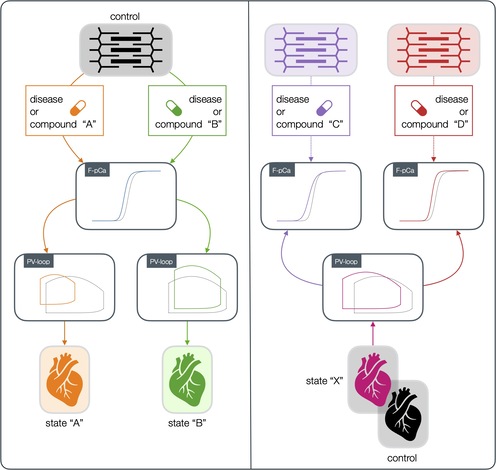 control
disease
or
compound “A”
disease
or
compound “B”
F-pCa
PV-loop
PV-loop
state “A”
state “B”
disease
or
compound “C”
disease
or
compound “D”
F-pCa
F-pCa
PV-loop
state “X”
control